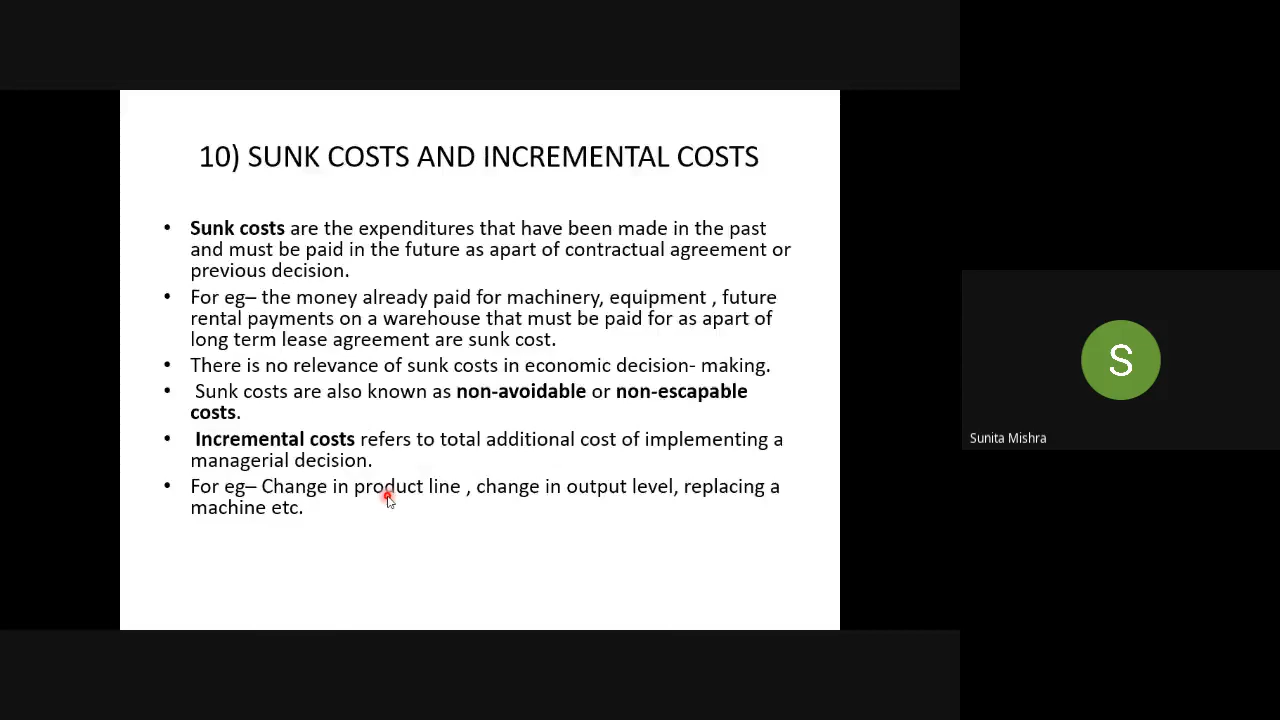 10) SUNK COSTS AND INCREMENTAL COSTS
• Sunk costs are the expenditures that have been made in the past
and must be paid in the future as apart of contractual agreement or
previous decision.
• For eg– the money already paid for machinery, equipment , future
rental payments on a warehouse that must be paid for as apart of
long term lease agreement are sunk cost.
• There is no relevance of sunk costs in economic decision- making.
• Sunk costs are also known as non-avoidable or non-escapable
costs.
• Incremental costs refers to total additional cost of implementing a
managerial decision.
• For eg– Change in product line , change in output level, replacing a
machine etc.
S
Sunita Mishra